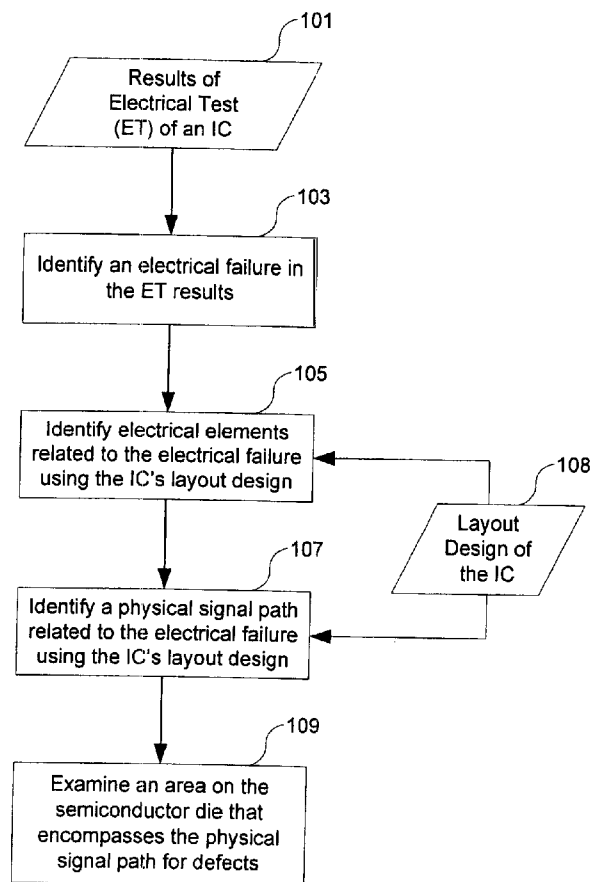 101
Results of
Electrical Test
(ET) of an IC
103
Identify an electrical failure in
the ET results
105
Identify electrical elements
related to the electrical failure
using the IC's layout design
108
Layout
Design of
the IC
107
Identify a physical signal path
related to the electrical failure
using the IC's layout design
109
Examine an area on the
semiconductor die that
encompasses the physical
signal path for defects